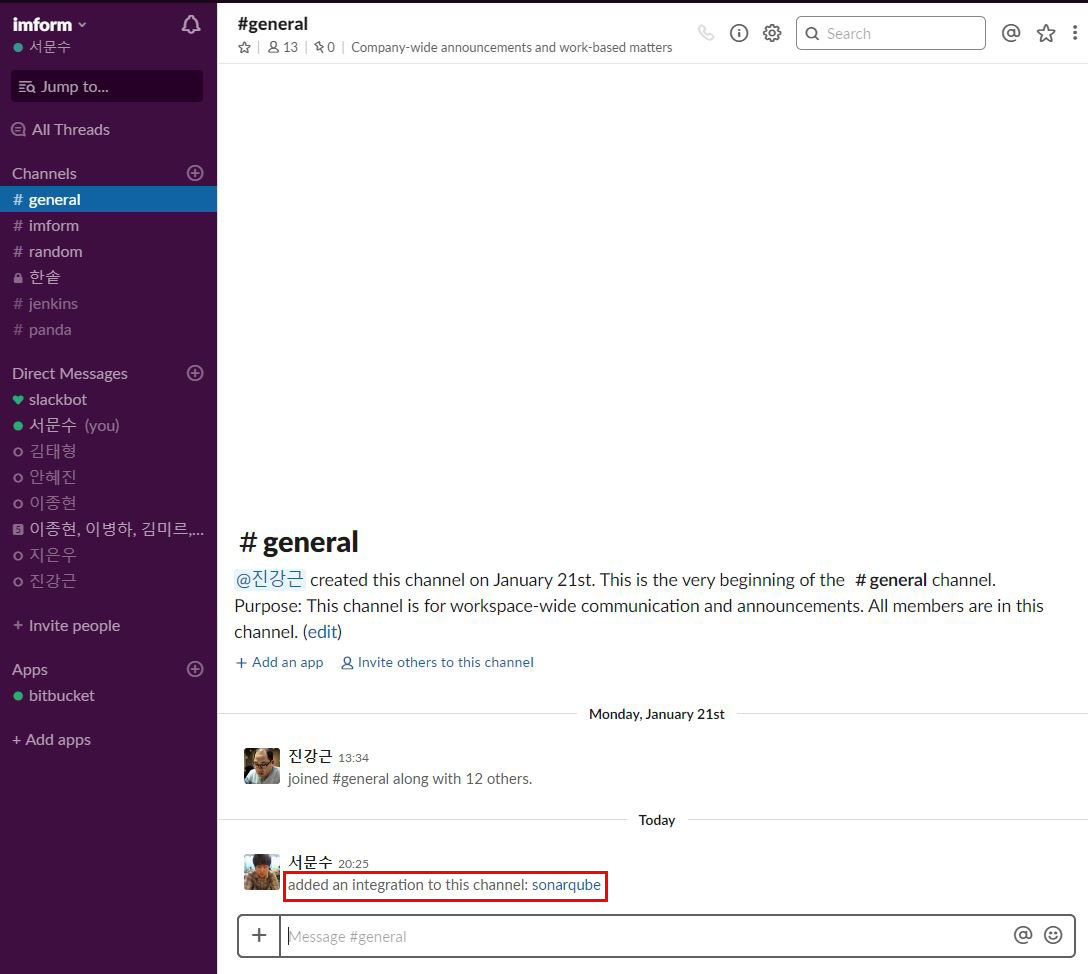 imform
서문수
Jump to...
All Threads
Channels
# general
# imform
# random
한솥
# jenkins
# panda
Direct Messages
slackbot
서문수 (you)
김태형
안혜진
이종현
5 이종현, 이병하, 김미르,...
지은우
진강근
+ Invite people
Apps
bitbucket
+ Add apps
#general
13 | 0 | Company-wide announcements and work-based matters
Search
# general
@진강근 created this channel on January 21st. This is the very beginning of the # general channel.
Purpose: This channel is for workspace-wide communication and announcements. All members are in this
channel. (edit)
+ Add an app Invite others to this channel
Monday, January 21st
진강근 13:34
joined #general along with 12 others.
Today
서문수 20:25
added an integration to this channel: sonarqube
+ Message #general @